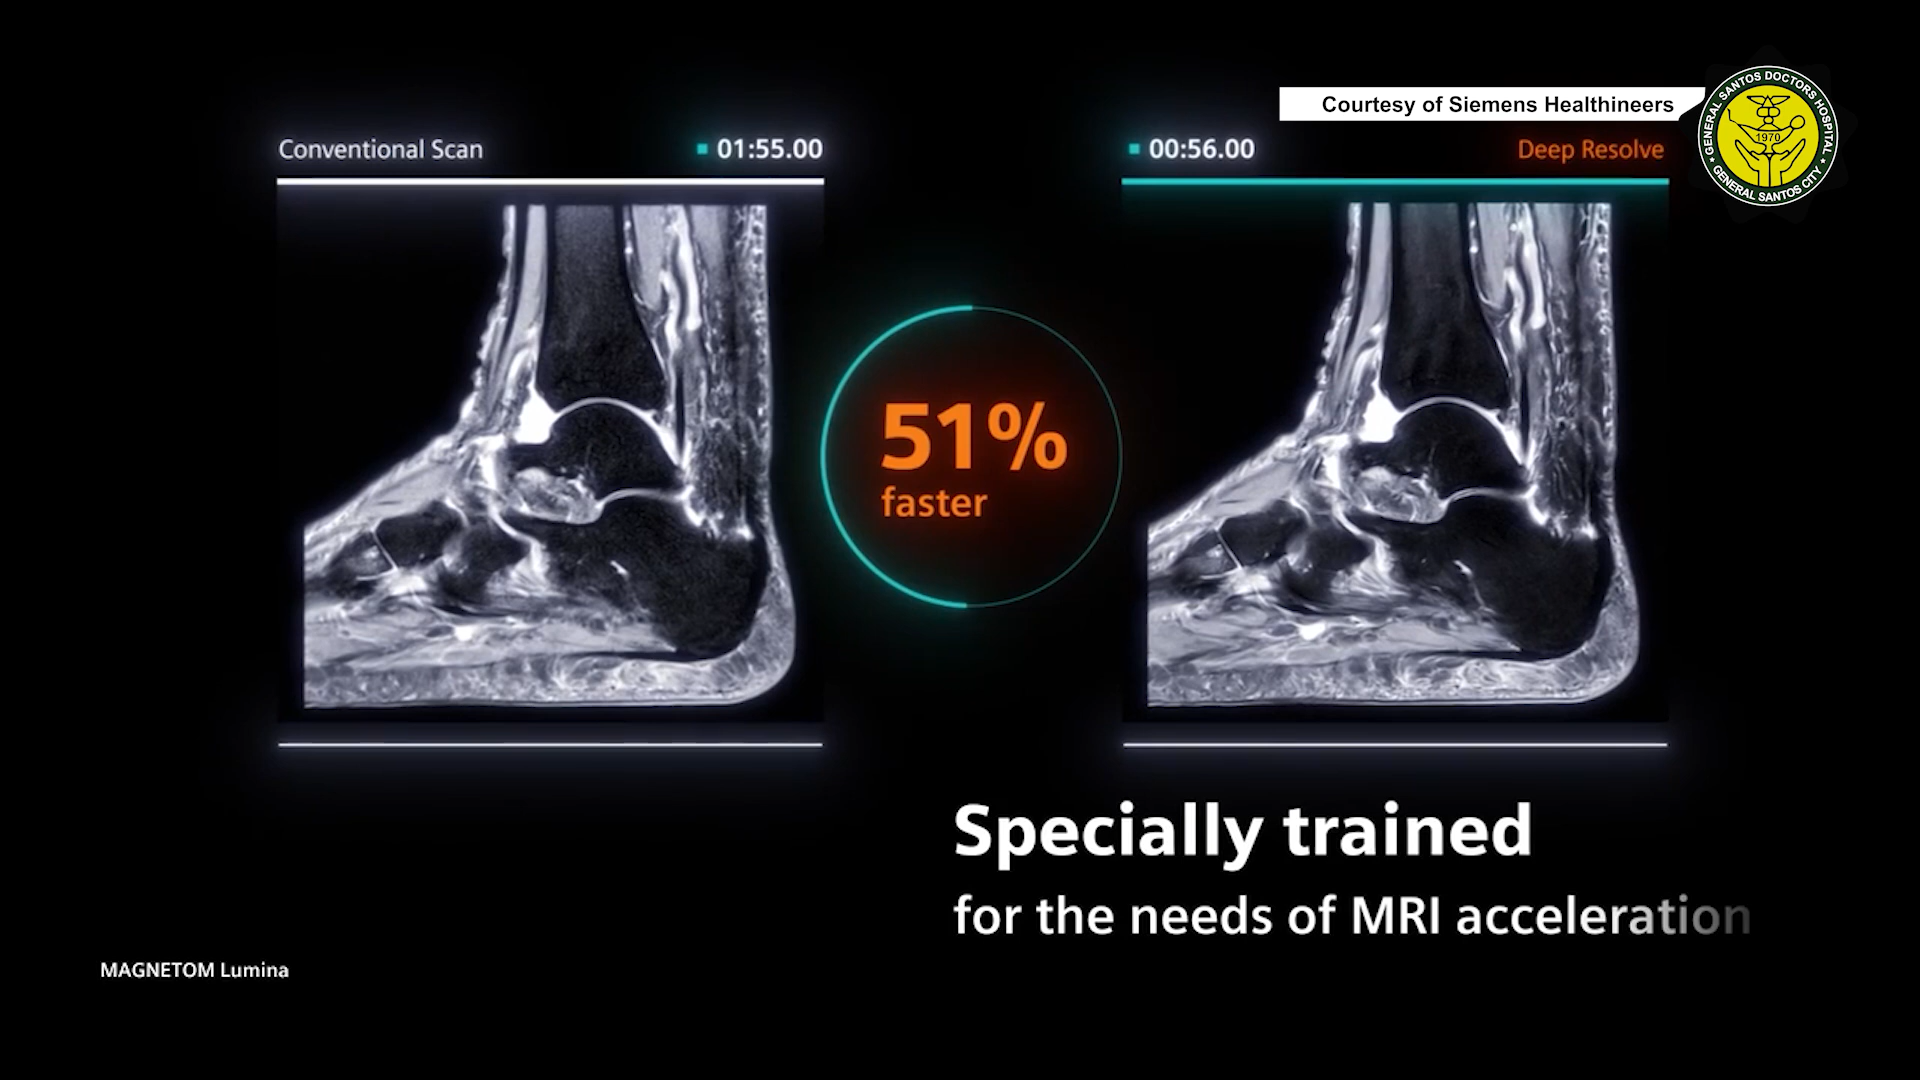 Courtesy of Siemens Healthineers
GENERAL SANTOS DOCTORS HOSPITAL
1970
GENERAL SANTOS CITY
Conventional Scan
01:55.00
00:56.00
Deep Resolve
51%
faster
Specially trained
for the needs of MRI acceleration
MAGNETOM Lumina